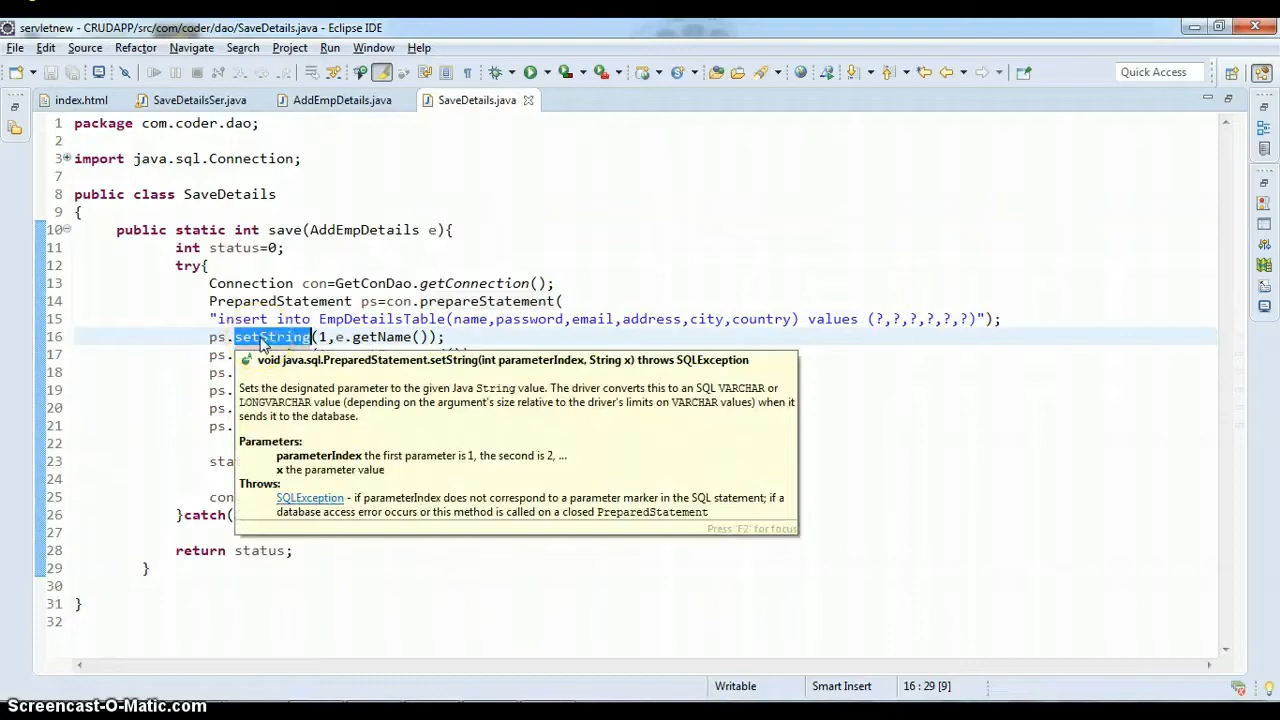 servletnew - CRUDAPP/src/com/coder/dao/SaveDetails.java - Eclipse IDE
File Edit Source Refactor Navigate Search Project Run Window Help
Quick Access
index.html SaveDetailsSer.java AddEmpDetails.java SaveDetails.java
1 package com.coder.dao;
2
3 import java.sql.Connection;
7
8 public class SaveDetails
9 {
10 public static int save(AddEmpDetails e){
11 int status=0;
12 try{
13 Connection con=GetConDao.getConnection();
14 PreparedStatement ps=con.prepareStatement(
15 "insert into EmpDetailsTable(name,password,email,address,city,country) values (?,?,?,?,?,?)");
16 ps.setString(1,e.getName());
17 ps.
18 ps.
19 ps.
20 ps.
21 ps.
22
23 sta
24
25 con
26 }catch(
27
28 return status;
29 }
30
31 }
32
void java.sql.PreparedStatement.setString(int parameterIndex, String x) throws SQLException
Sets the designated parameter to the given Java String value. The driver converts this to an SQL VARCHAR or
LONGVARCHAR value (depending on the argument's size relative to the driver's limits on VARCHAR values) when it
sends it to the database.
Parameters:
parameterIndex the first parameter is 1, the second is 2, ...
x the parameter value
Throws:
SQLException - if parameterIndex does not correspond to a parameter marker in the SQL statement; if a
database access error occurs or this method is called on a closed PreparedStatement
Press 'F2' for focus
Writable Smart Insert 16 : 29 [9]
Screencast-O-Matic.com